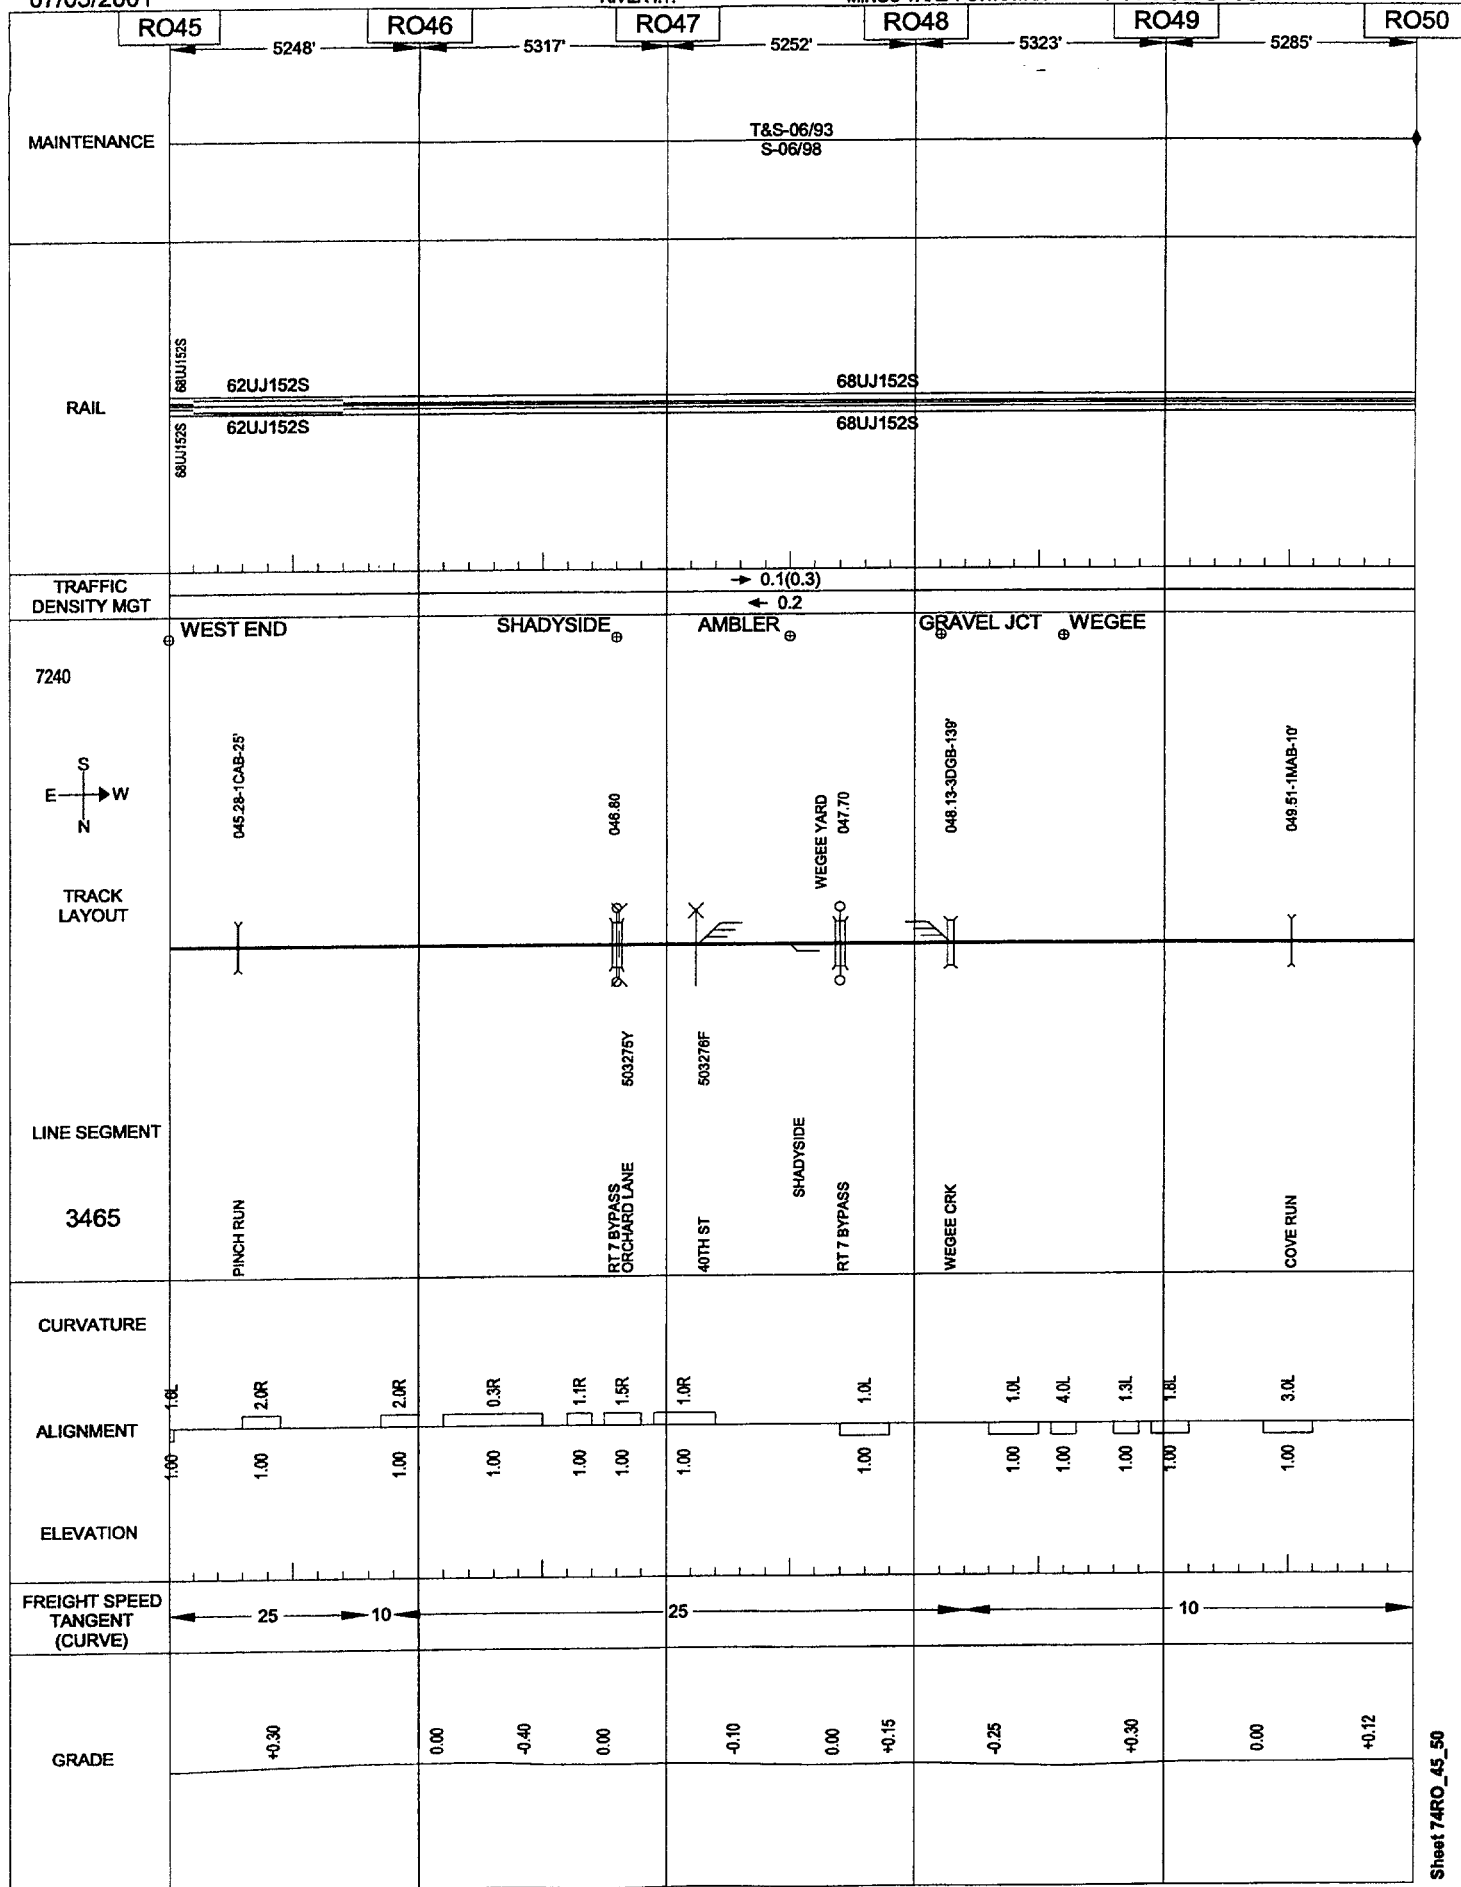 RO45 RO46 RO47 RO48 RO49 RO50
5248' 5317' 5252' 5323' 5285'
MAINTENANCE
T&S-06/93
S-06/98
RAIL
68UJ152S
62UJ152S
68UJ152S
68UJ152S
62UJ152S
68UJ152S
TRAFFIC
DENSITY MGT
0.1(0.3)
0.2
WEST END SHADYSIDE AMBLER GRAVEL JCT WEGEE
7240
S
E W
N
045.28-1CAB-25'
046.80
WEGEE YARD
047.70
048.13-3DGB-139'
049.51-1MAB-10'
TRACK
LAYOUT
503275Y
503276F
LINE SEGMENT
3465
PINCH RUN
RT 7 BYPASS
ORCHARD LANE
40TH ST
SHADYSIDE
RT 7 BYPASS
WEGEE CRK
COVE RUN
CURVATURE
1.6L 2.0R 2.0R 0.3R 1.1R 1.5R 1.0R 1.0L 1.0L 4.0L 1.3L 1.8L 3.0L
ALIGNMENT
1.00 1.00 1.00 1.00 1.00 1.00 1.00 1.00 1.00 1.00 1.00 1.00 1.00
ELEVATION
FREIGHT SPEED
TANGENT
(CURVE)
25 10 25 10
GRADE
+0.30 0.00 -0.40 0.00 -0.10 0.00 +0.15 -0.25 +0.30 0.00 +0.12
Sheet 74RO_45_50